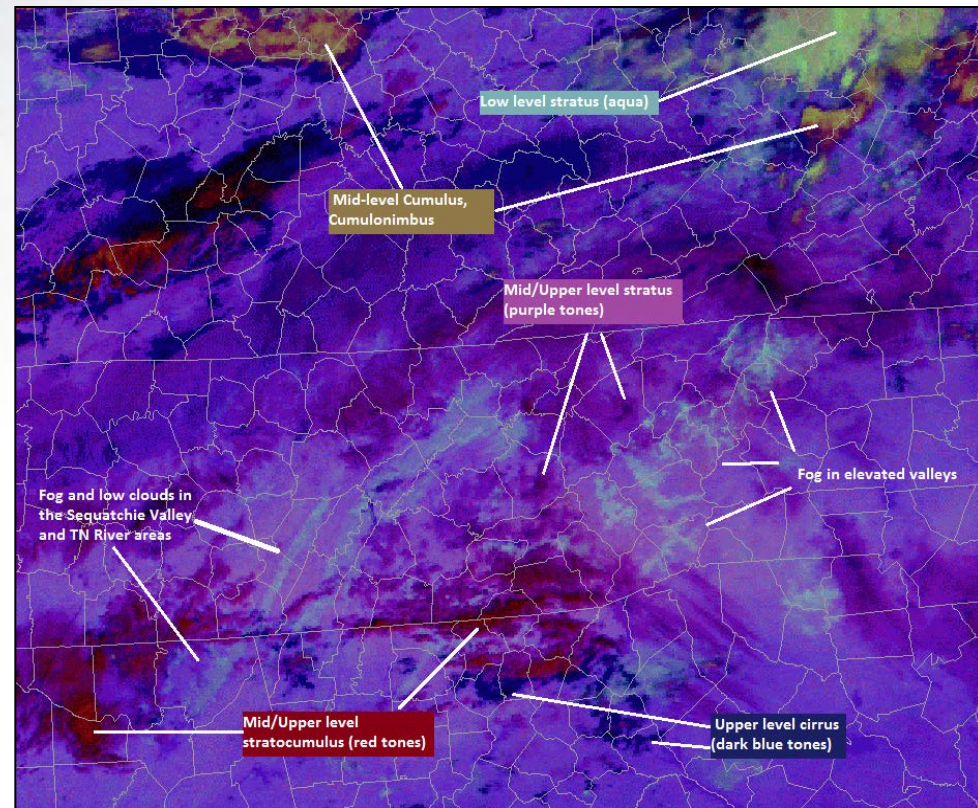 Low level stratus (aqua)
Mid-level Cumulus,
Cumulonimbus
Mid/Upper level stratus
(purple tones)
Fog in elevated valleys
Fog and low clouds in
the Sequatchie Valley
and TN River areas
Mid/Upper level
stratocumulus (red tones)
Upper level cirrus
(dark blue tones)